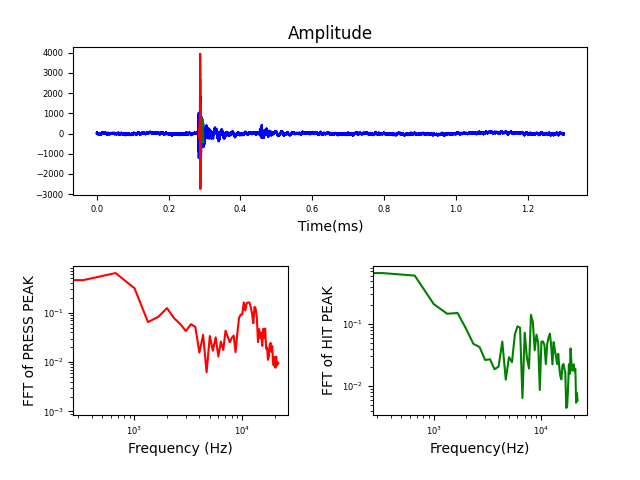 Amplitude
4000
3000
2000
1000
0
−1000
−2000
−3000
0.0 0.2 0.4 0.6 0.8 1.0 1.2
Time(ms)
FFT of PRESS PEAK
10⁻¹
10⁻²
10⁻³
10³ 10⁴
Frequency (Hz)
FFT of HIT PEAK
10⁻¹
10⁻²
10³ 10⁴
Frequency(Hz)